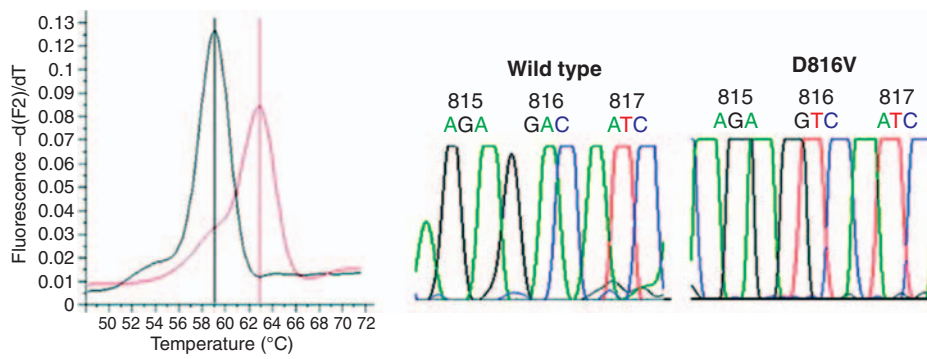 Fluorescence –d(F2)/dT
0.13
0.12
0.1
0.09
0.08
0.07
0.06
0.05
0.04
0.03
0.02
0.01
0
50 52 54 56 58 60 62 64 66 68 70 72
Temperature (°C)
Wild type
815 816 817
AGA GAC ATC
D816V
815 816 817
AGA GTC ATC